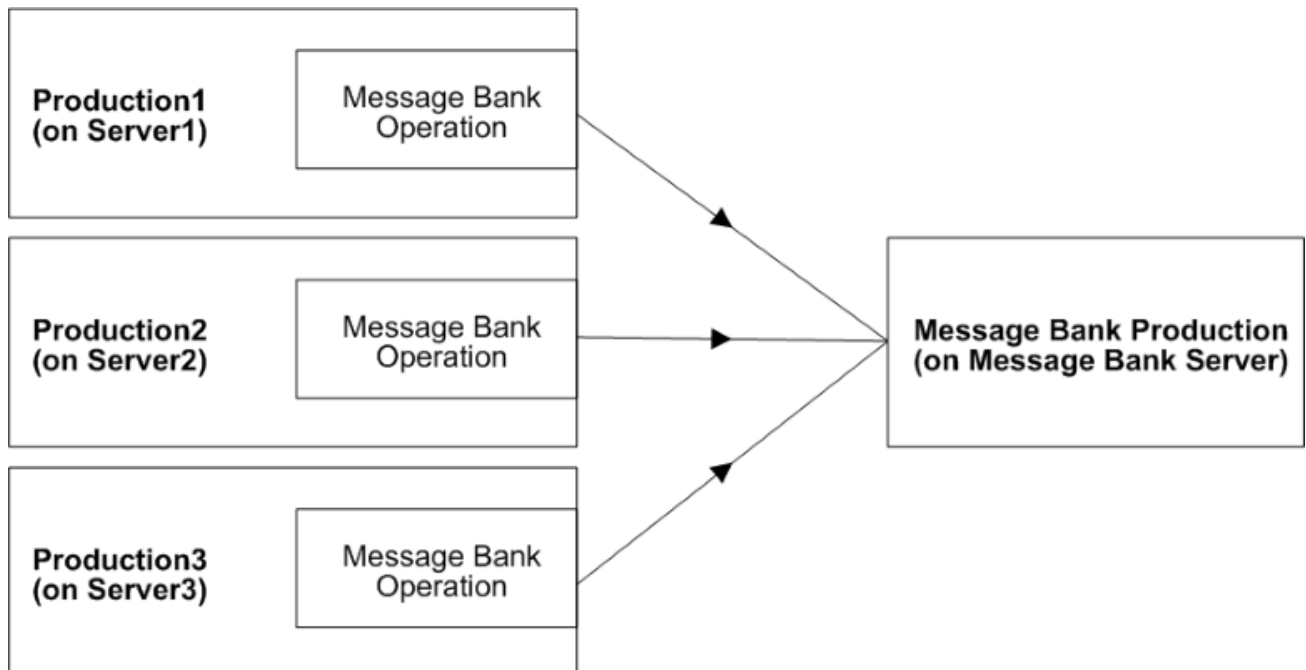 Production1
(on Server1)
Message Bank
Operation
Production2
(on Server2)
Message Bank
Operation
Message Bank Production
(on Message Bank Server)
Production3
(on Server3)
Message Bank
Operation